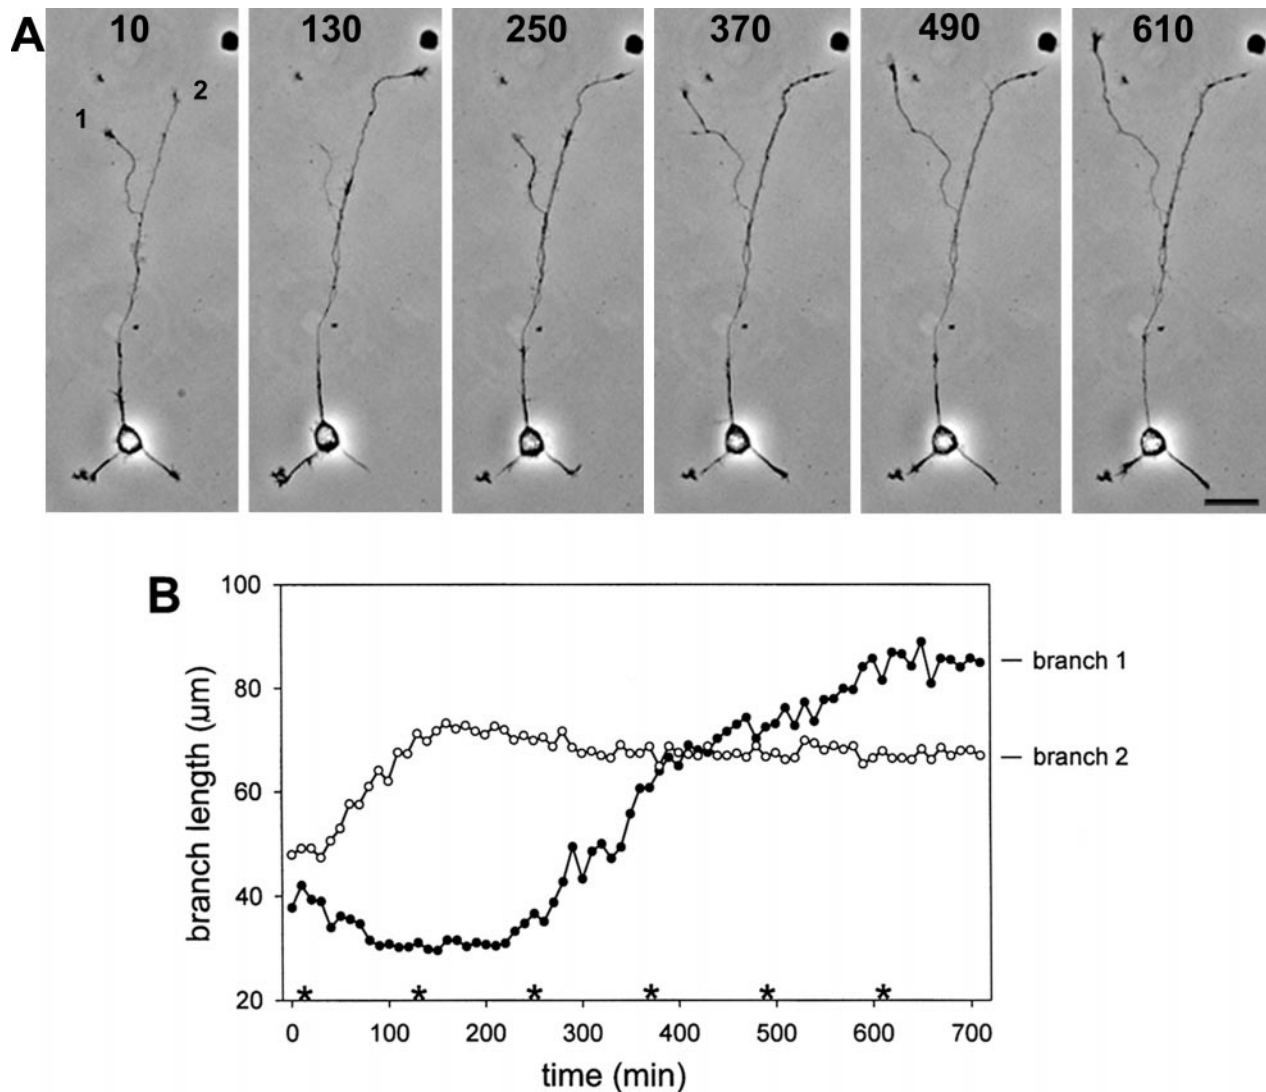 A
10 130 250 370 490 610
1 2
B
branch length (µm)
100
80
60
40
20
branch 1
branch 2
* * * * * *
0 100 200 300 400 500 600 700
time (min)